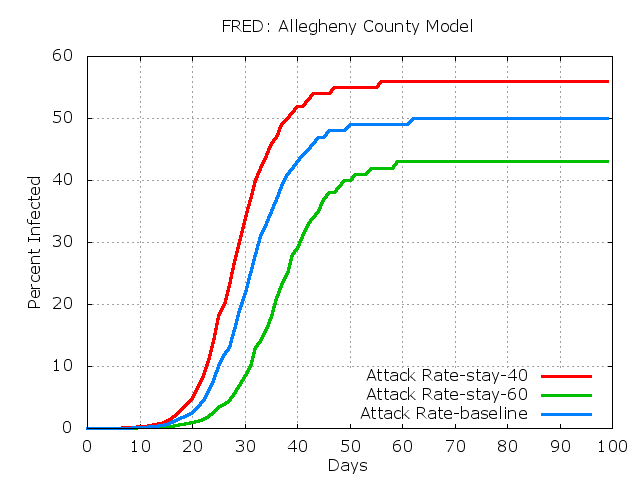 FRED: Allegheny County Model
60
50
40
30
20
10
0
Percent Infected
Attack Rate-stay-40
Attack Rate-stay-60
Attack Rate-baseline
0 10 20 30 40 50 60 70 80 90 100
Days